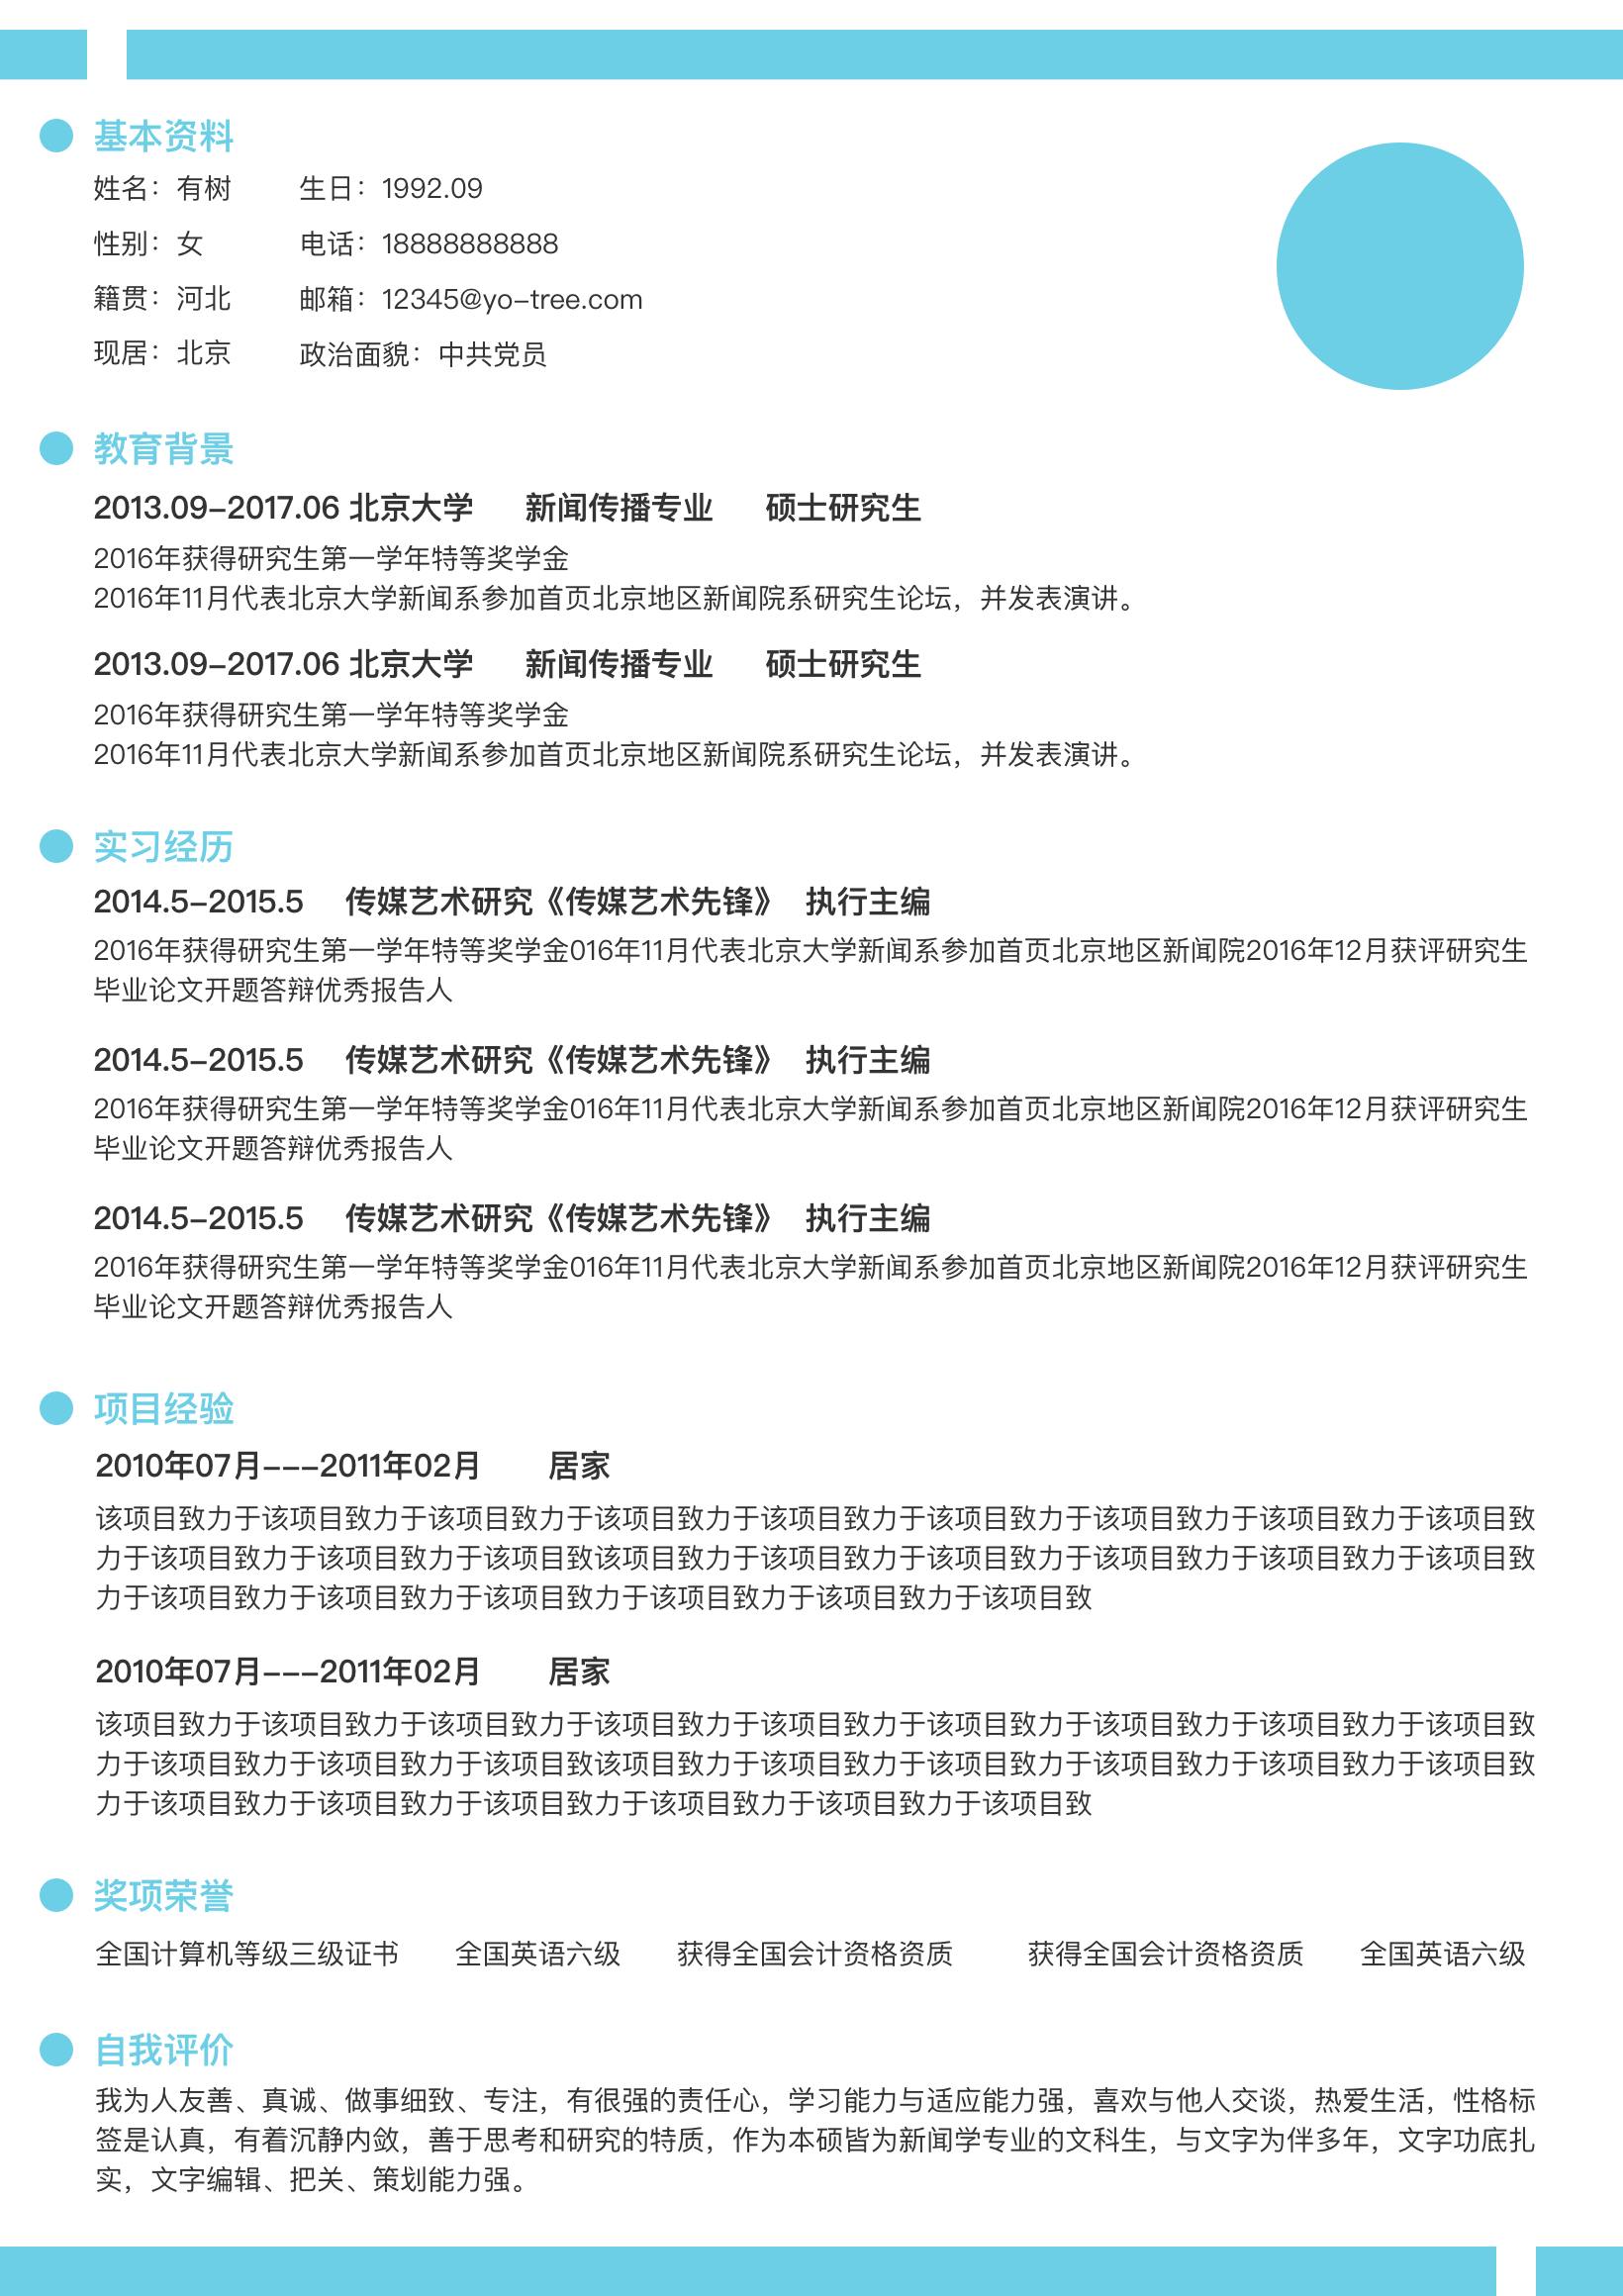 基本资料
姓名：有树 生日：1992.09
性别：女 电话：18888888888
籍贯：河北 邮箱：12345@yo-tree.com
现居：北京 政治面貌：中共党员
教育背景
2013.09-2017.06 北京大学 新闻传播专业 硕士研究生
2016年获得研究生第一学年特等奖学金
2016年11月代表北京大学新闻系参加首页北京地区新闻院系研究生论坛，并发表演讲。
2013.09-2017.06 北京大学 新闻传播专业 硕士研究生
2016年获得研究生第一学年特等奖学金
2016年11月代表北京大学新闻系参加首页北京地区新闻院系研究生论坛，并发表演讲。
实习经历
2014.5-2015.5 传媒艺术研究《传媒艺术先锋》 执行主编
2016年获得研究生第一学年特等奖学金016年11月代表北京大学新闻系参加首页北京地区新闻院2016年12月获评研究生
毕业论文开题答辩优秀报告人
2014.5-2015.5 传媒艺术研究《传媒艺术先锋》 执行主编
2016年获得研究生第一学年特等奖学金016年11月代表北京大学新闻系参加首页北京地区新闻院2016年12月获评研究生
毕业论文开题答辩优秀报告人
2014.5-2015.5 传媒艺术研究《传媒艺术先锋》 执行主编
2016年获得研究生第一学年特等奖学金016年11月代表北京大学新闻系参加首页北京地区新闻院2016年12月获评研究生
毕业论文开题答辩优秀报告人
项目经验
2010年07月---2011年02月 居家
该项目致力于该项目致力于该项目致力于该项目致力于该项目致力于该项目致力于该项目致力于该项目致力于该项目致
力于该项目致力于该项目致力于该项目致该项目致力于该项目致力于该项目致力于该项目致力于该项目致力于该项目致
力于该项目致力于该项目致力于该项目致力于该项目致力于该项目致力于该项目致
2010年07月---2011年02月 居家
该项目致力于该项目致力于该项目致力于该项目致力于该项目致力于该项目致力于该项目致力于该项目致力于该项目致
力于该项目致力于该项目致力于该项目致该项目致力于该项目致力于该项目致力于该项目致力于该项目致力于该项目致
力于该项目致力于该项目致力于该项目致力于该项目致力于该项目致力于该项目致
奖项荣誉
全国计算机等级三级证书 全国英语六级 获得全国会计资格资质 获得全国会计资格资质 全国英语六级
自我评价
我为人友善、真诚、做事细致、专注，有很强的责任心，学习能力与适应能力强，喜欢与他人交谈，热爱生活，性格标
签是认真，有着沉静内敛，善于思考和研究的特质，作为本硕皆为新闻学专业的文科生，与文字为伴多年，文字功底扎
实，文字编辑、把关、策划能力强。